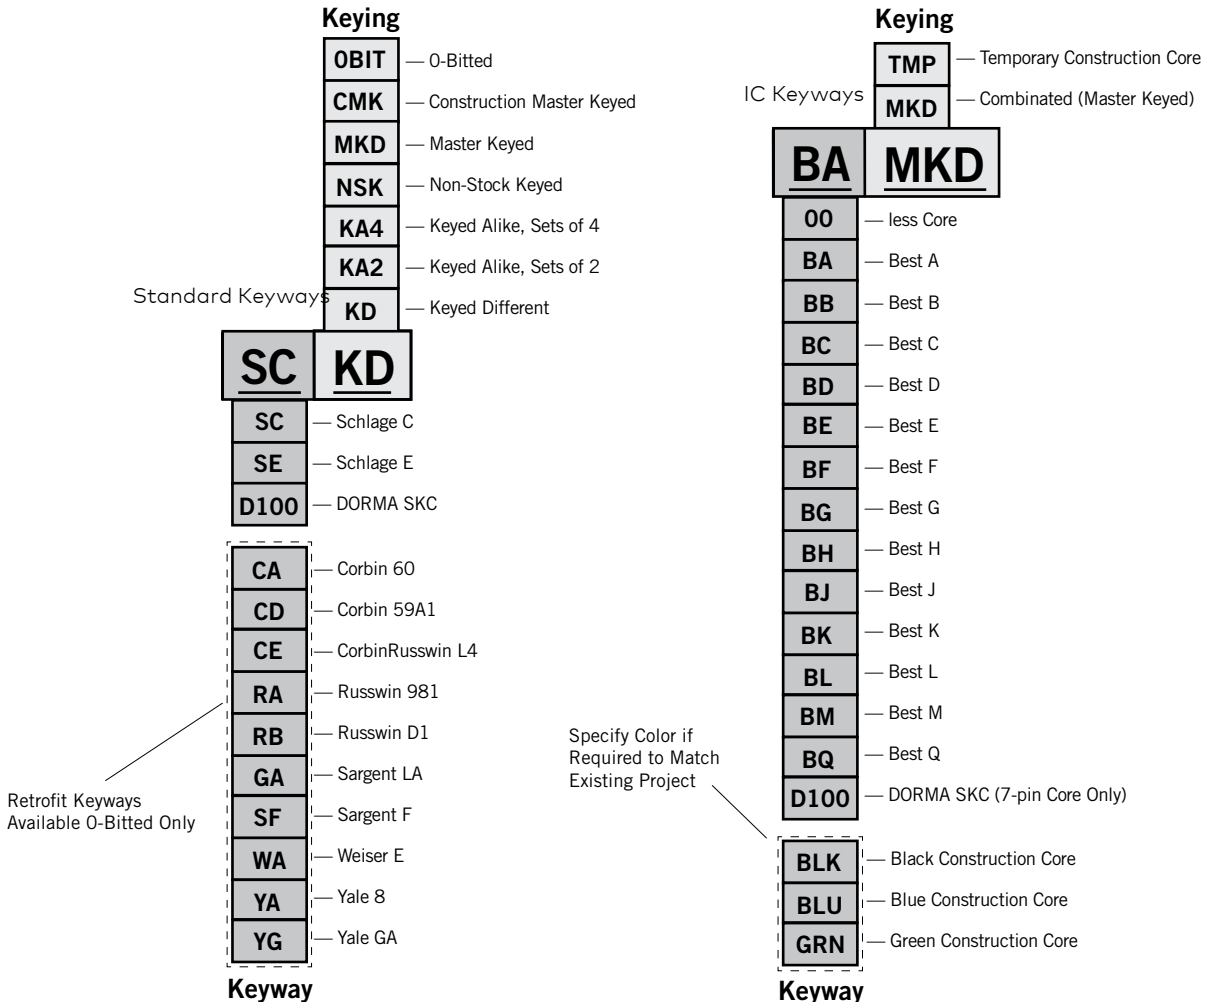 Keying
0BIT — 0-Bitted
CMK — Construction Master Keyed
MKD — Master Keyed
NSK — Non-Stock Keyed
KA4 — Keyed Alike, Sets of 4
KA2 — Keyed Alike, Sets of 2
Standard Keyways
KD — Keyed Different
SC KD
SC — Schlage C
SE — Schlage E
D100 — DORMA SKC
CA — Corbin 60
CD — Corbin 59A1
CE — CorbinRusswin L4
RA — Russwin 981
RB — Russwin D1
GA — Sargent LA
SF — Sargent F
WA — Weiser E
YA — Yale 8
YG — Yale GA
Retrofit Keyways
Available 0-Bitted Only
Keyway
Keying
TMP — Temporary Construction Core
IC Keyways
MKD — Combinated (Master Keyed)
BA MKD
00 — less Core
BA — Best A
BB — Best B
BC — Best C
BD — Best D
BE — Best E
BF — Best F
BG — Best G
BH — Best H
BJ — Best J
BK — Best K
BL — Best L
BM — Best M
BQ — Best Q
D100 — DORMA SKC (7-pin Core Only)
Specify Color if
Required to Match
Existing Project
BLK — Black Construction Core
BLU — Blue Construction Core
GRN — Green Construction Core
Keyway